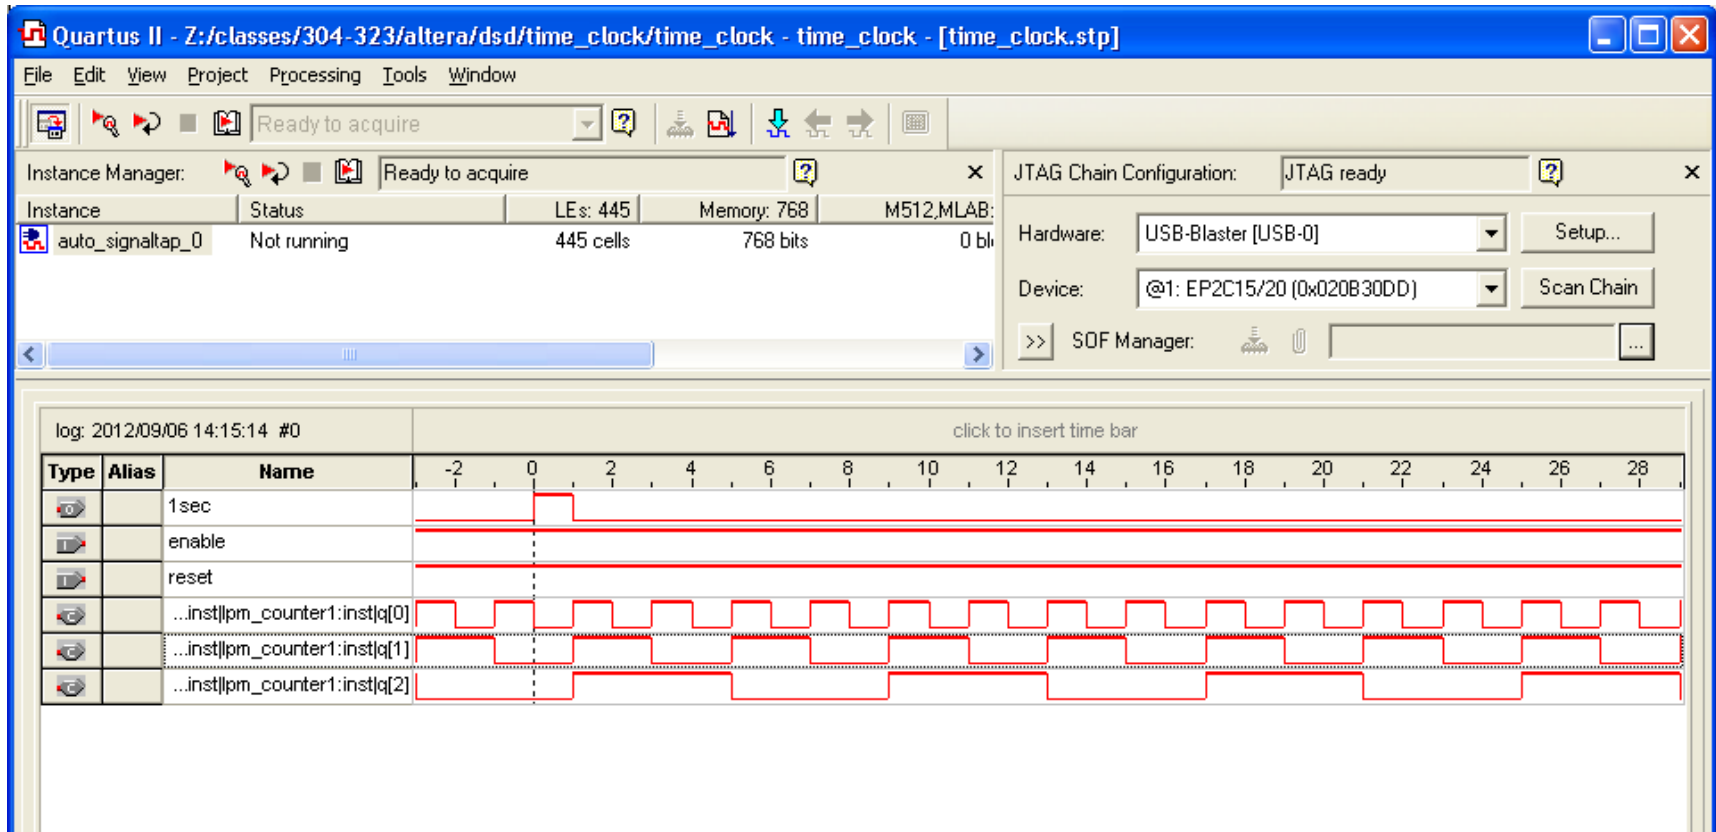 Quartus II - Z:/classes/304-323/altera/dsd/time_clock/time_clock - time_clock - [time_clock.stp]
File Edit View Project Processing Tools Window
Ready to acquire
Instance Manager: Ready to acquire
JTAG Chain Configuration: JTAG ready
Instance Status LEs: 445 Memory: 768 M512,MLAB:
auto_signaltap_0 Not running 445 cells 768 bits 0 blo
Hardware: USB-Blaster [USB-0] Setup...
Device: @1: EP2C15/20 (0x020B30DD) Scan Chain
>> SOF Manager: ...
log: 2012/09/06 14:15:14 #0 click to insert time bar
Type Alias Name -2 0 2 4 6 8 10 12 14 16 18 20 22 24 26 28
1sec
enable
reset
...inst|lpm_counter1:inst|q[0]
...inst|lpm_counter1:inst|q[1]
...inst|lpm_counter1:inst|q[2]